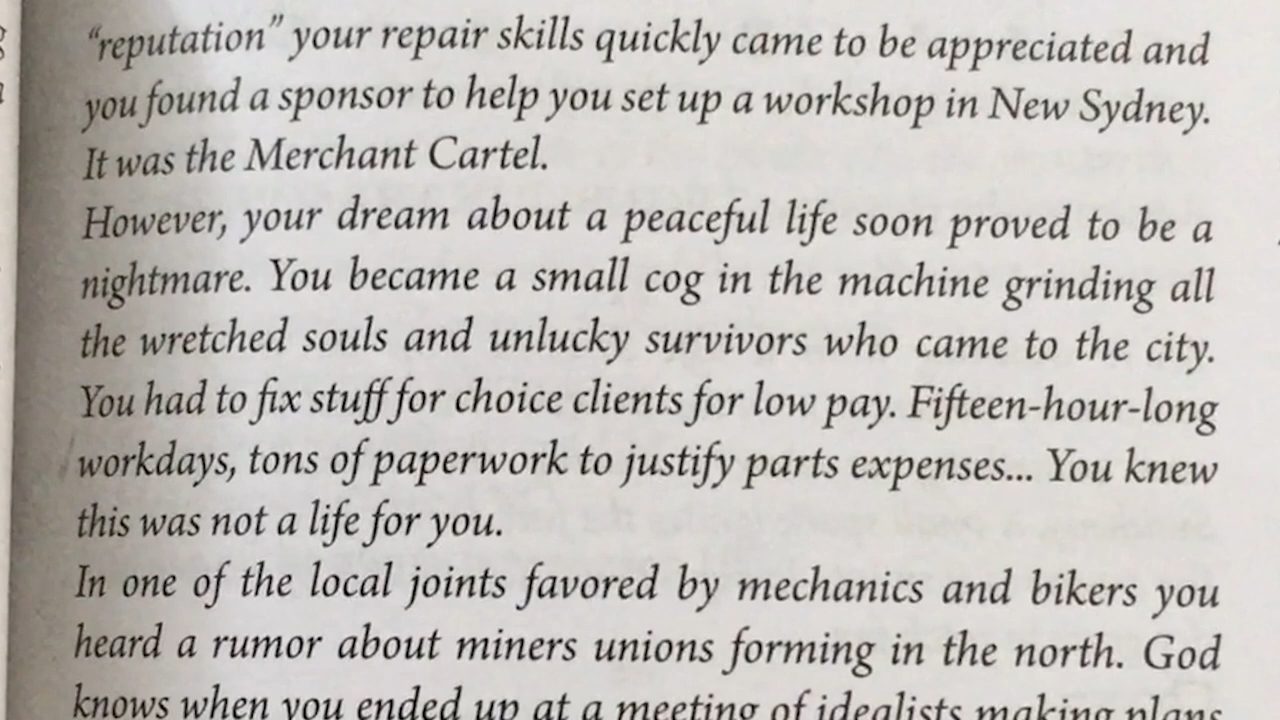 “reputation” your repair skills quickly came to be appreciated and
you found a sponsor to help you set up a workshop in New Sydney.
It was the Merchant Cartel.
However, your dream about a peaceful life soon proved to be a
nightmare. You became a small cog in the machine grinding all
the wretched souls and unlucky survivors who came to the city.
You had to fix stuff for choice clients for low pay. Fifteen-hour-long
workdays, tons of paperwork to justify parts expenses... You knew
this was not a life for you.
In one of the local joints favored by mechanics and bikers you
heard a rumor about miners unions forming in the north. God
knows when you ended up at a meeting of idealists making plans